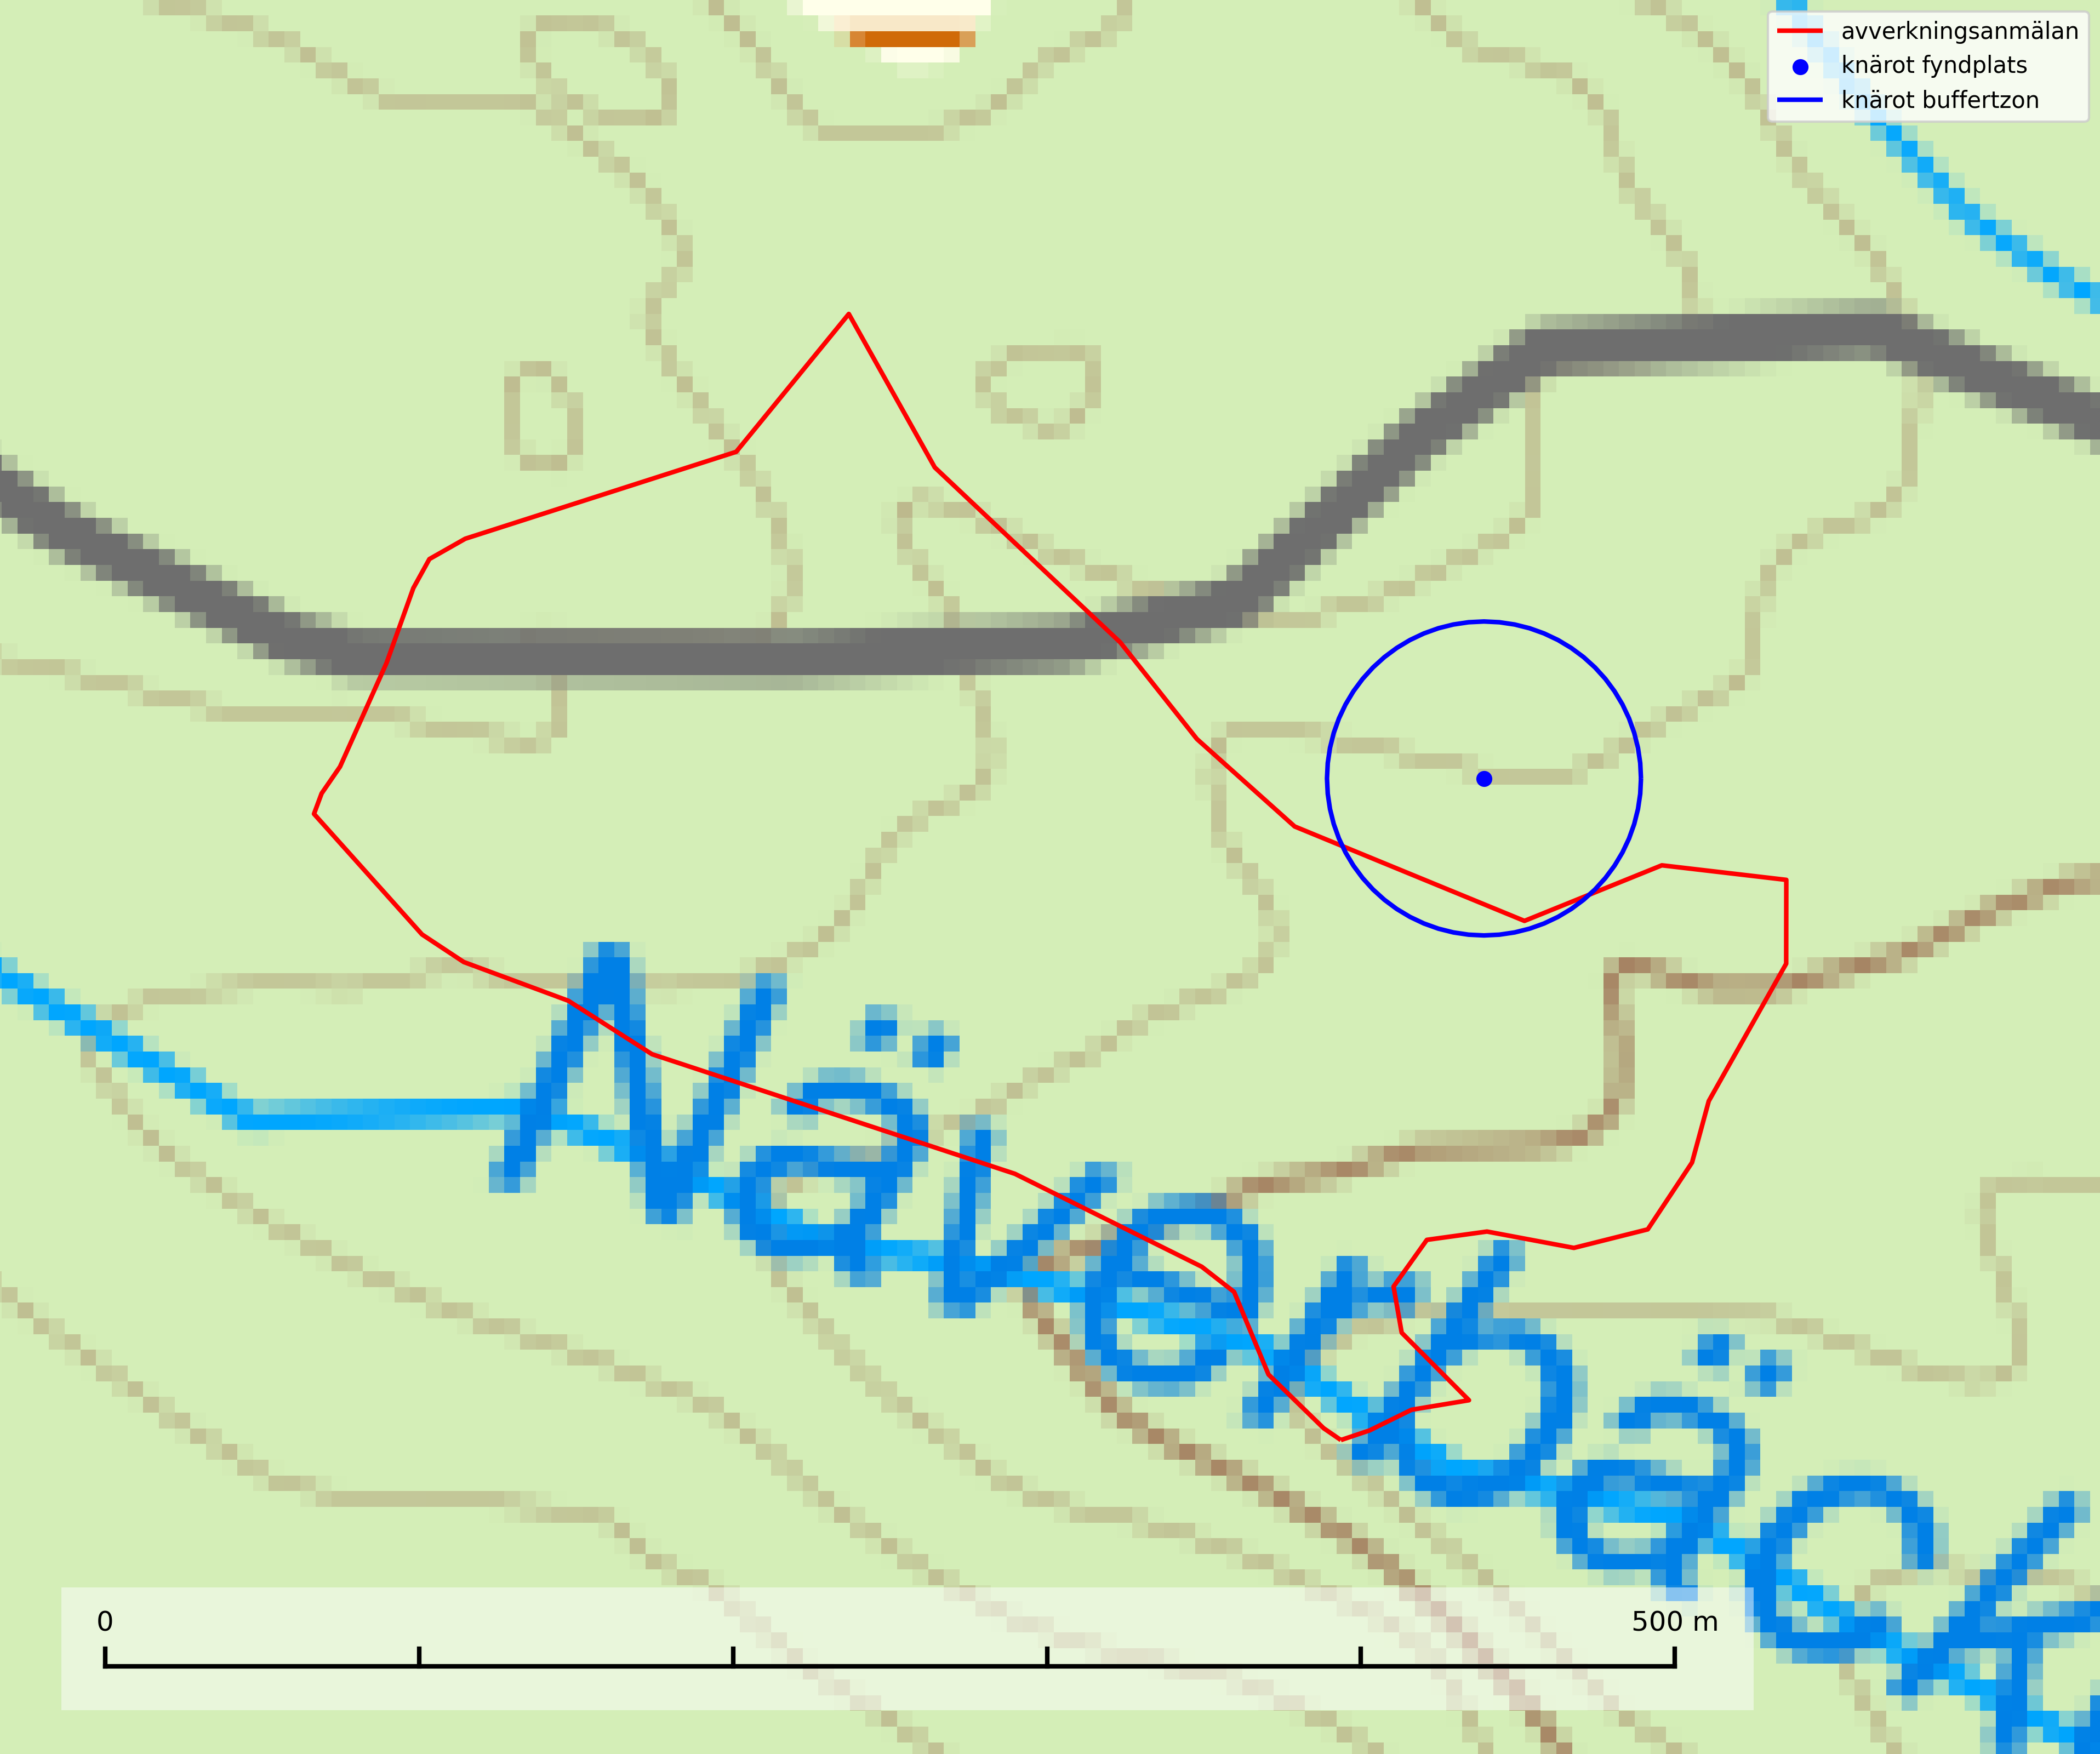 avverkningsanmälan
knärot fyndplats
knärot buffertzon
0 500 m